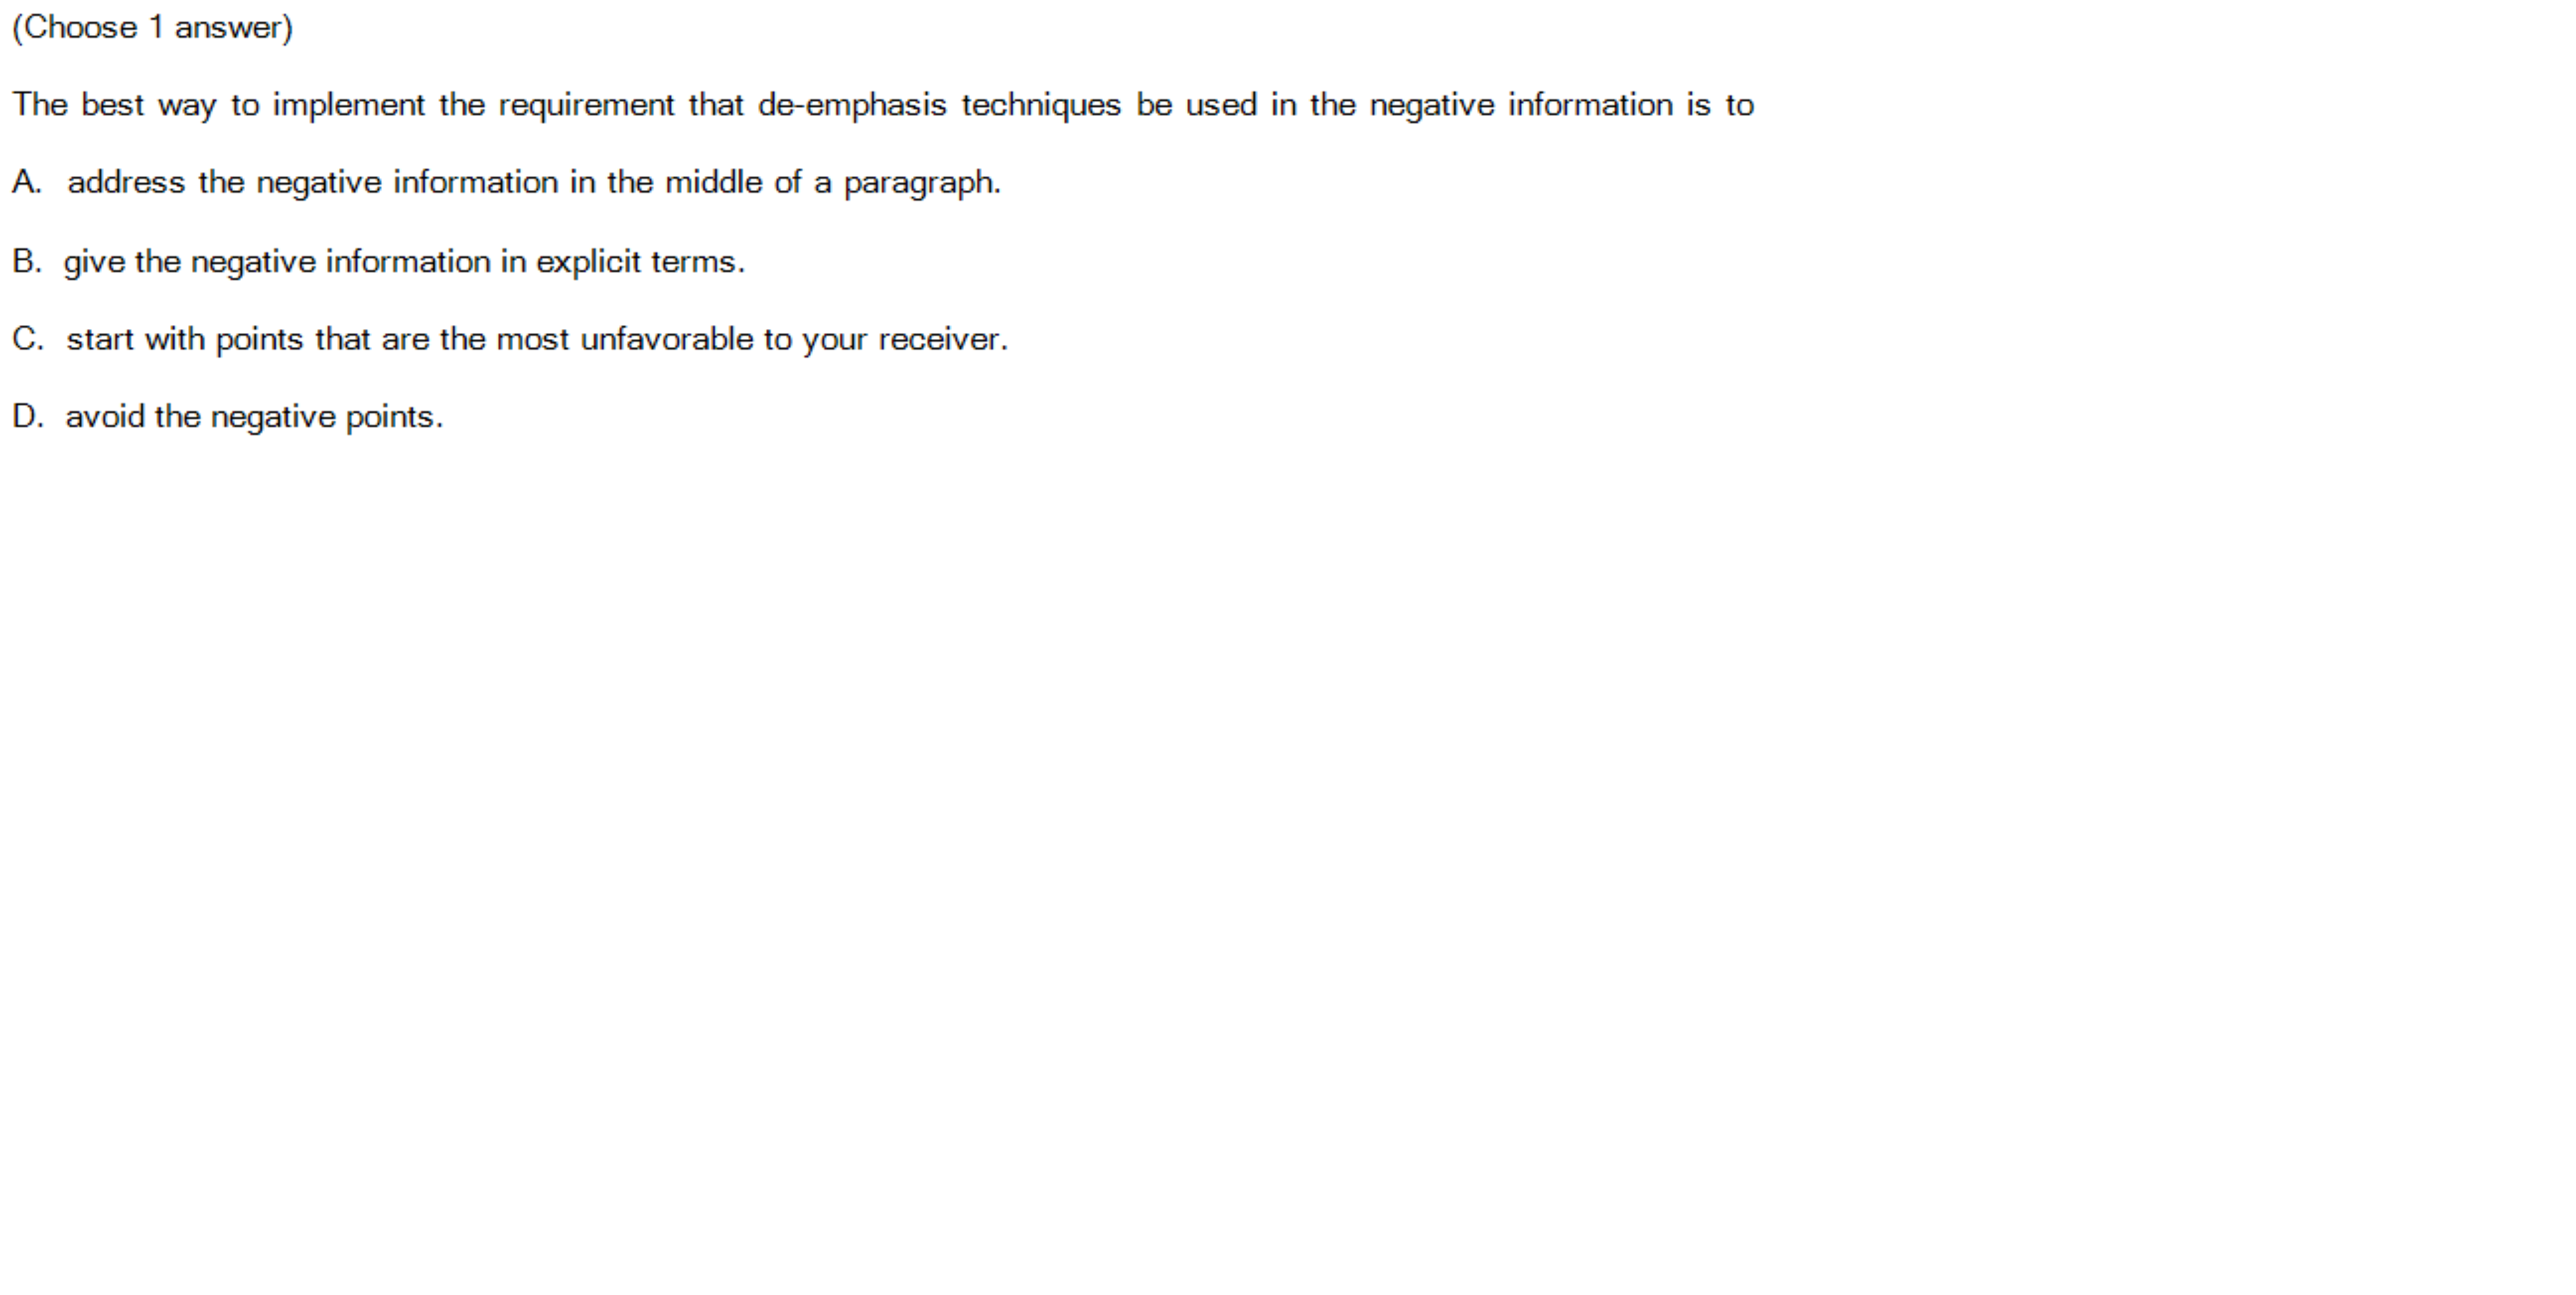 (Choose 1 answer)
The best way to implement the requirement that de-emphasis techniques be used in the negative information is to
A. address the negative information in the middle of a paragraph.
B. give the negative information in explicit terms.
C. start with points that are the most unfavorable to your receiver.
D. avoid the negative points.